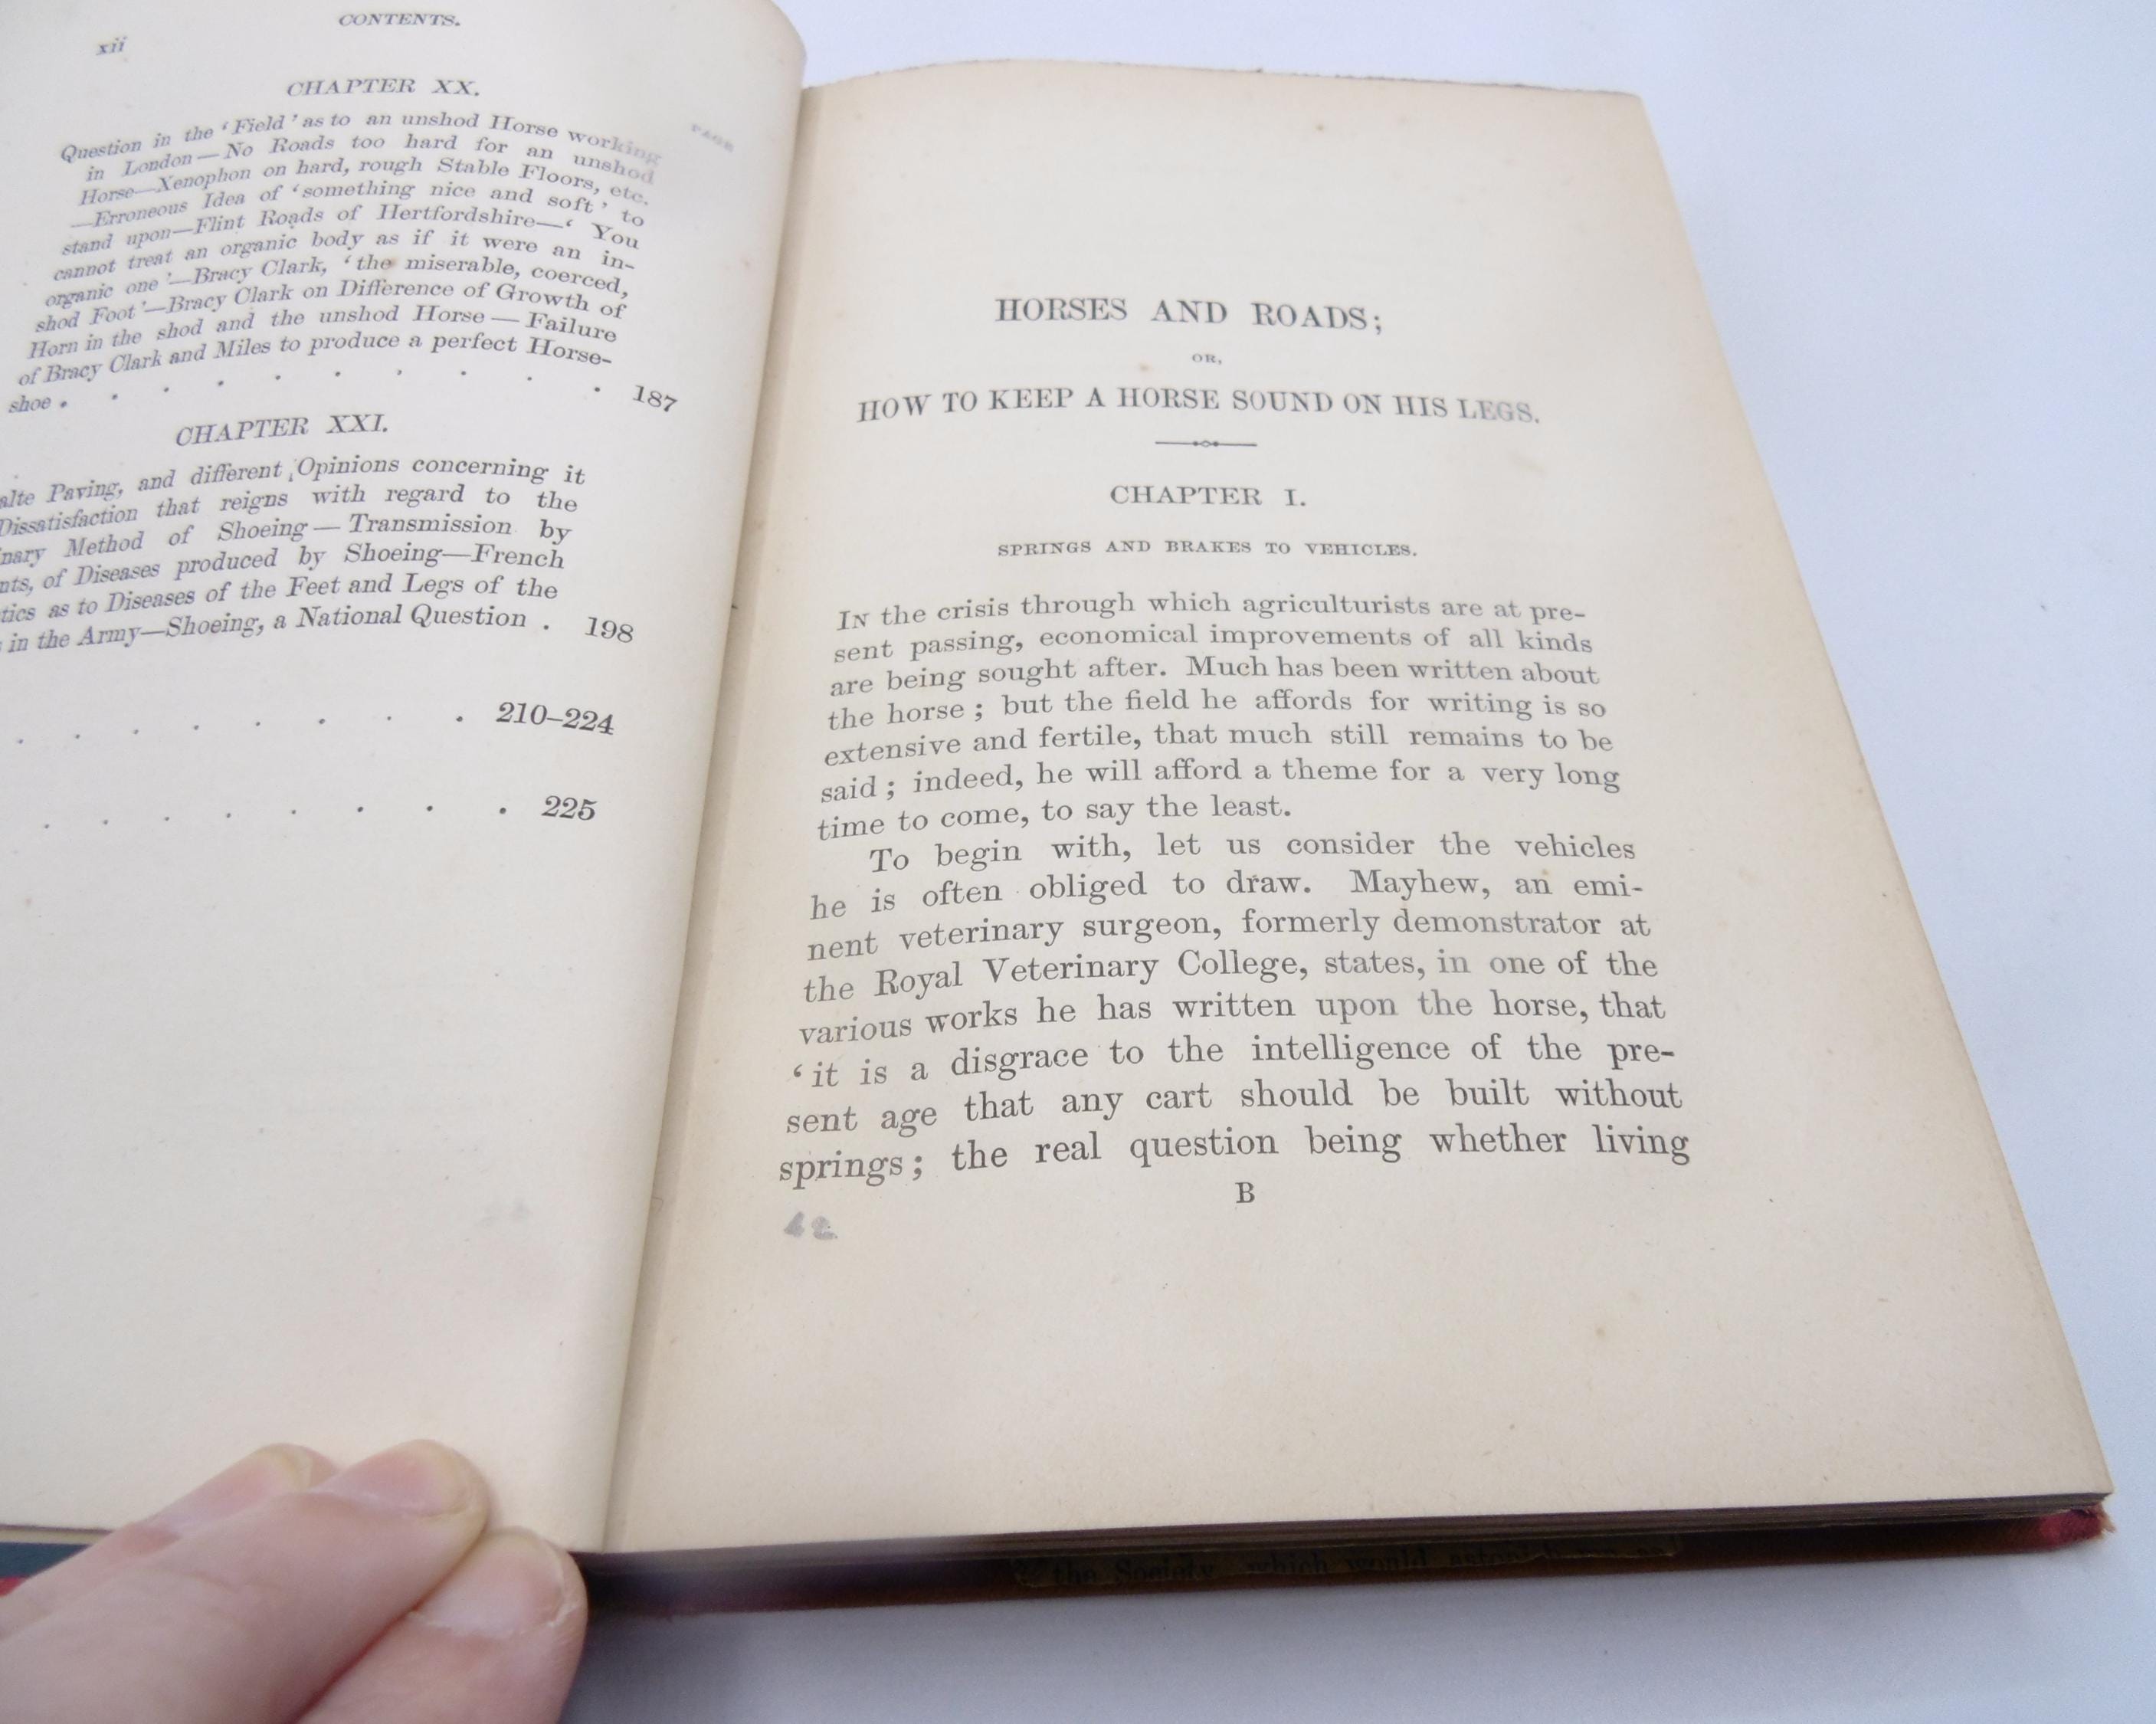 xii
CONTENTS.
CHAPTER XX.
PAGE
Question in the ‘Field’ as to an unshod Horse working
in London—No Roads too hard for an unshod
Horse—Xenophon on hard, rough Stable Floors, etc.
—Erroneous Idea of ‘something nice and soft’ to
stand upon—Flint Roads of Hertfordshire—‘You
cannot treat an organic body as if it were an in-
organic one’—Bracy Clark, ‘the miserable, coerced,
shod Foot’—Bracy Clark on Difference of Growth of
Horn in the shod and the unshod Horse—Failure
of Bracy Clark and Miles to produce a perfect Horse-
shoe . . . . . . . . . . 187
CHAPTER XXI.
alte Paving, and different Opinions concerning it
Dissatisfaction that reigns with regard to the
nary Method of Shoeing—Transmission by
nts, of Diseases produced by Shoeing—French
tics as to Diseases of the Feet and Legs of the
in the Army—Shoeing, a National Question . 198
. . . . . . . 210–224
. . . . . . . . 225
HORSES AND ROADS;
OR,
HOW TO KEEP A HORSE SOUND ON HIS LEGS.
CHAPTER I.
SPRINGS AND BRAKES TO VEHICLES.
IN the crisis through which agriculturists are at pre-
sent passing, economical improvements of all kinds
are being sought after. Much has been written about
the horse; but the field he affords for writing is so
extensive and fertile, that much still remains to be
said; indeed, he will afford a theme for a very long
time to come, to say the least.
To begin with, let us consider the vehicles
he is often obliged to draw. Mayhew, an emi-
nent veterinary surgeon, formerly demonstrator at
the Royal Veterinary College, states, in one of the
various works he has written upon the horse, that
‘it is a disgrace to the intelligence of the pre-
sent age that any cart should be built without
springs; the real question being whether living
B
42
the Society which would